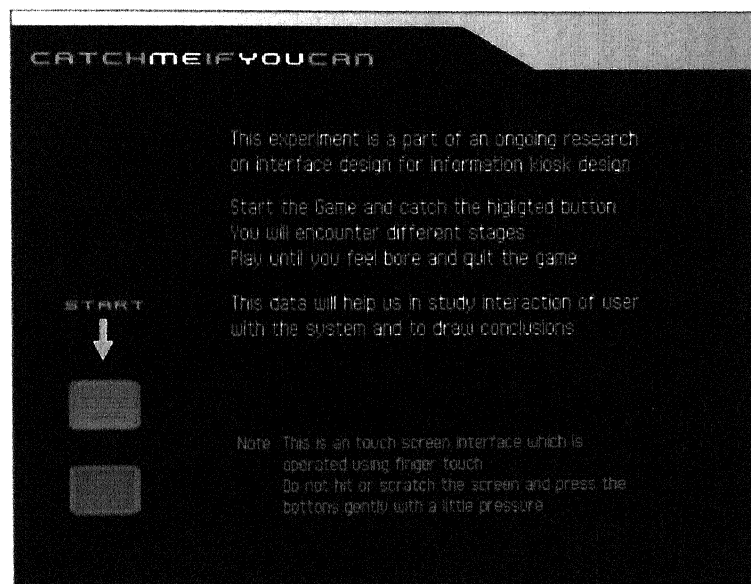 CATCHMEIFYOUCAN
This experiment is a part of an ongoing research
on interface design for information kiosk design
Start the Game and catch the higligted button
You will encounter different stages
Play until you feel bore and quit the game
START
This data will help us in study interaction of user
with the system and to draw conclusions
Note This is an touch screen interface which is
operated using finger touch
Do not hit or scratch the screen and press the
bottons gently with a little pressure